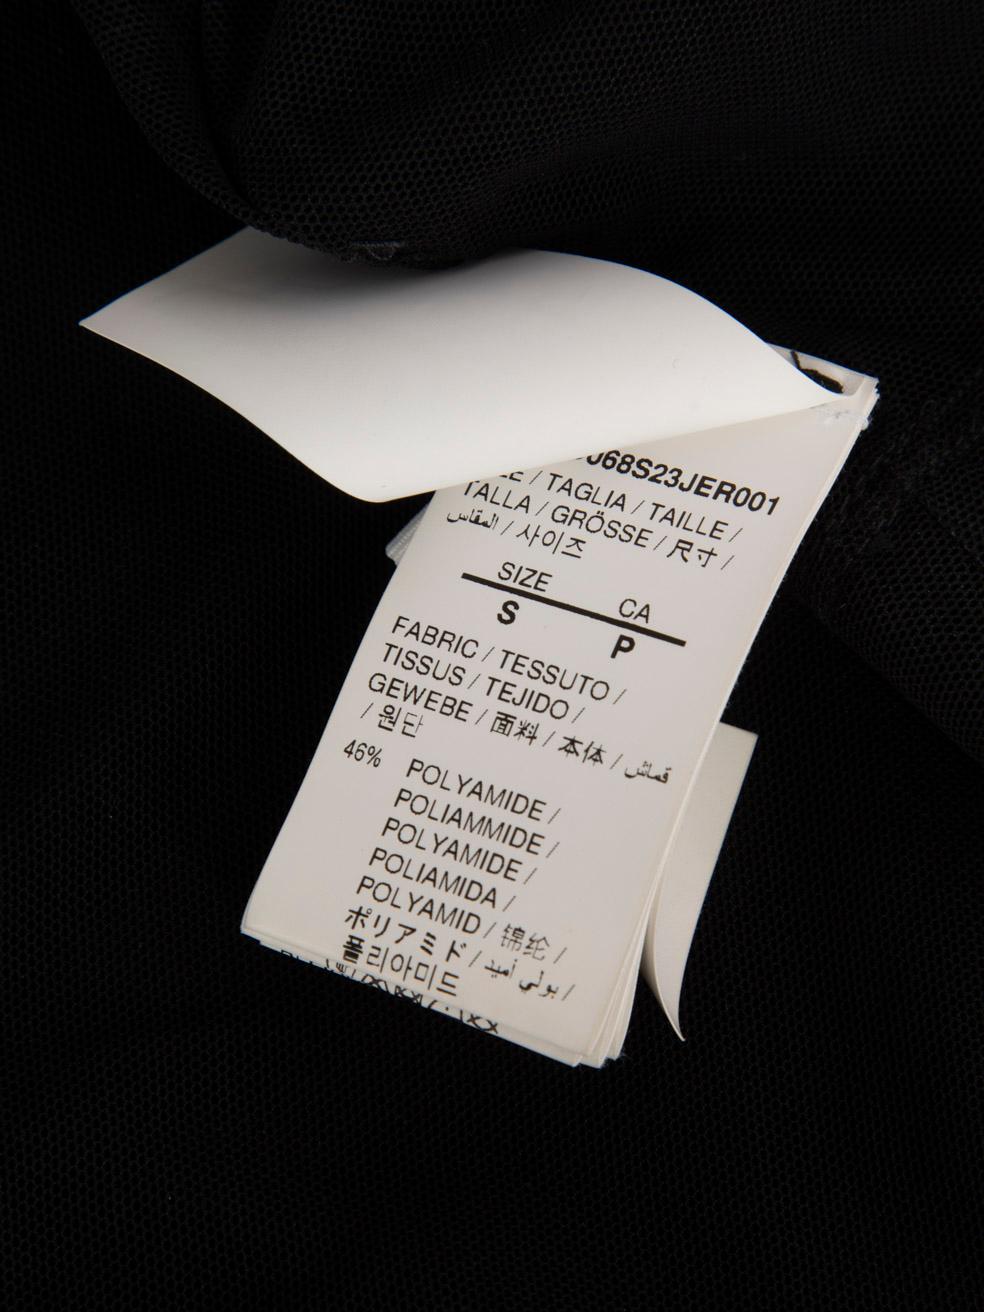 068S23JER001
/ TAGLIA / TAILLE /
TALLA / GRÖSSE / 尺寸 /
المقاس / 사이즈
SIZE CA
S P
FABRIC / TESSUTO /
TISSUS / TEJIDO /
GEWEBE / 面料 / 本体 / قماش
/ 원단
46% POLYAMIDE /
POLIAMMIDE /
POLYAMIDE /
POLIAMIDA /
POLYAMID / 锦纶 /
ポリアミド / بولي أميد /
폴리아미드